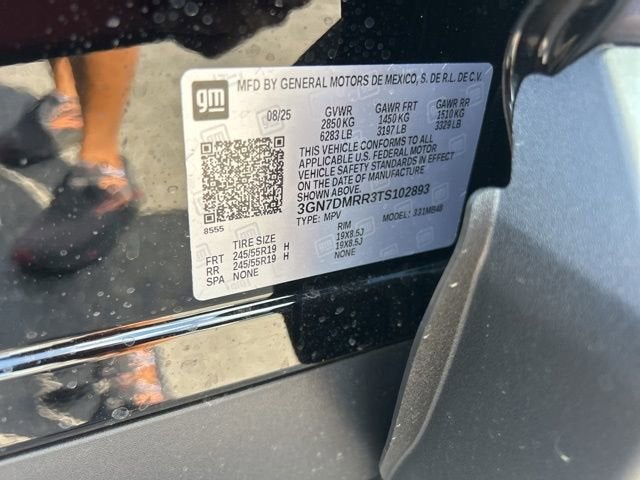 gm
MFD BY GENERAL MOTORS DE MEXICO, S. DE R.L. DE C.V.
08/25 GVWR GAWR FRT GAWR RR
2850 KG 1450 KG 1510 KG
6283 LB 3197 LB 3329 LB
THIS VEHICLE CONFORMS TO ALL
APPLICABLE U.S. FEDERAL MOTOR
VEHICLE SAFETY STANDARDS IN EFFECT
ON THE DATE OF MANUFACTURE
SHOWN ABOVE.
3GN7DMRR3TS102893
TYPE: MPV MODEL: 331MB48
8555
TIRE SIZE RIM
FRT 245/55R19 H 19X8.5J
RR 245/55R19 H 19X8.5J
SPA NONE NONE